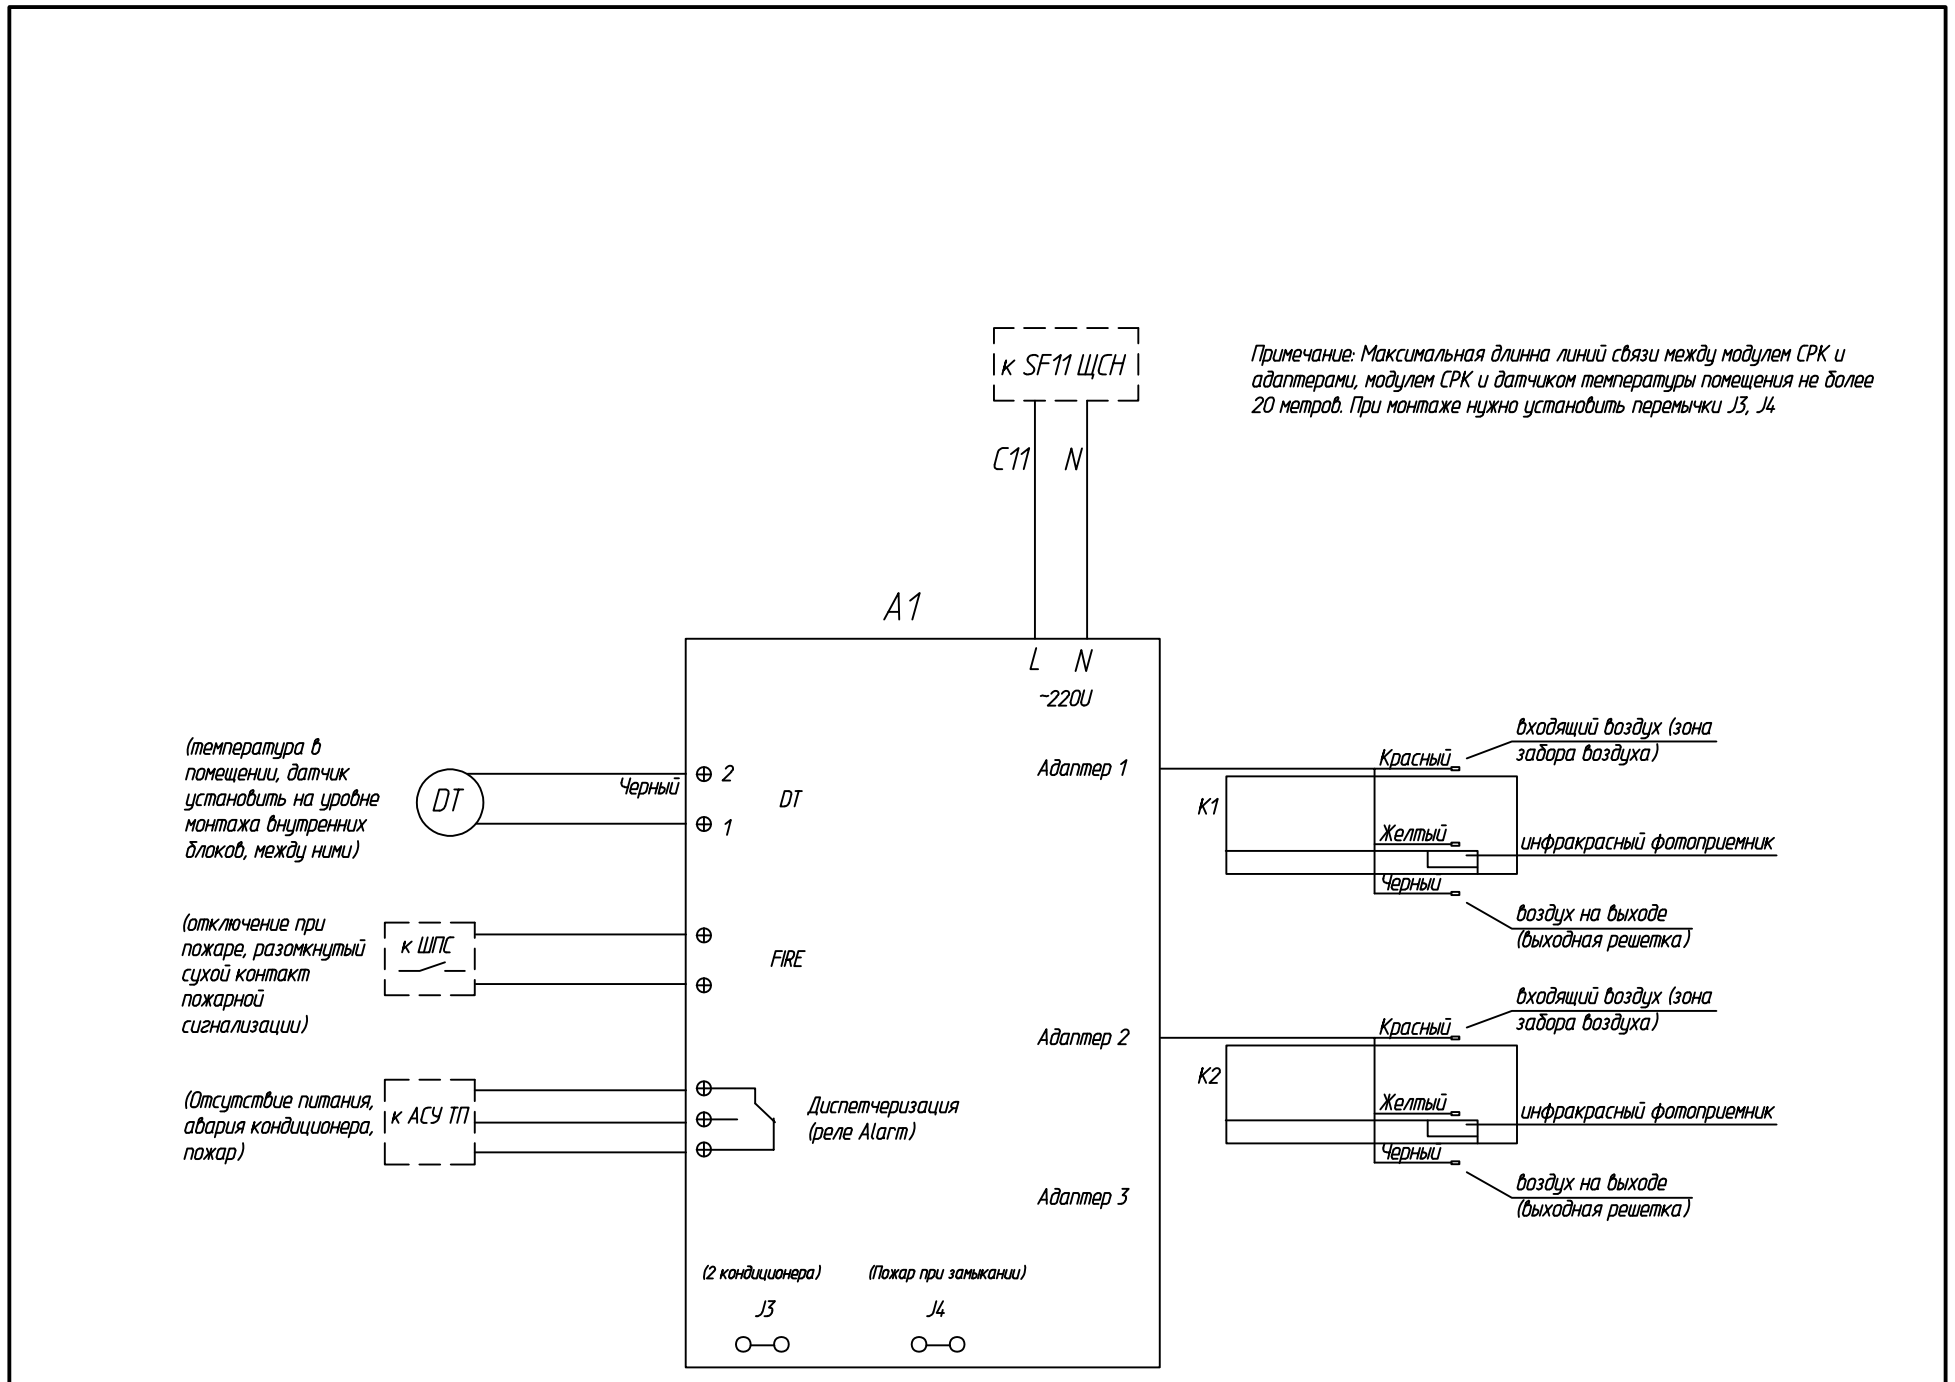 к SF11 ЩСН
Примечание: Максимальная длинна линий связи между модулем СРК и
адаптерами, модулем СРК и датчиком температуры помещения не более
20 метров. При монтаже нужно установить перемычки J3, J4
C11
N
A1
L
N
~220U
(температура в
помещении, датчик
установить на уровне
монтажа внутренних
блоков, между ними)
DT
Черный
2
1
DT
Адаптер 1
K1
Красный
входящий воздух (зона
забора воздуха)
Желтый
инфракрасный фотоприемник
Черный
воздух на выходе
(выходная решетка)
(отключение при
пожаре, разомкнутый
сухой контакт
пожарной
сигнализации)
к ШПС
FIRE
Адаптер 2
K2
Красный
входящий воздух (зона
забора воздуха)
Желтый
инфракрасный фотоприемник
Черный
воздух на выходе
(выходная решетка)
(Отсутствие питания,
авария кондиционера,
пожар)
к АСУ ТП
Диспетчеризация
(реле Alarm)
Адаптер 3
(2 кондиционера)
(Пожар при замыкании)
J3
J4